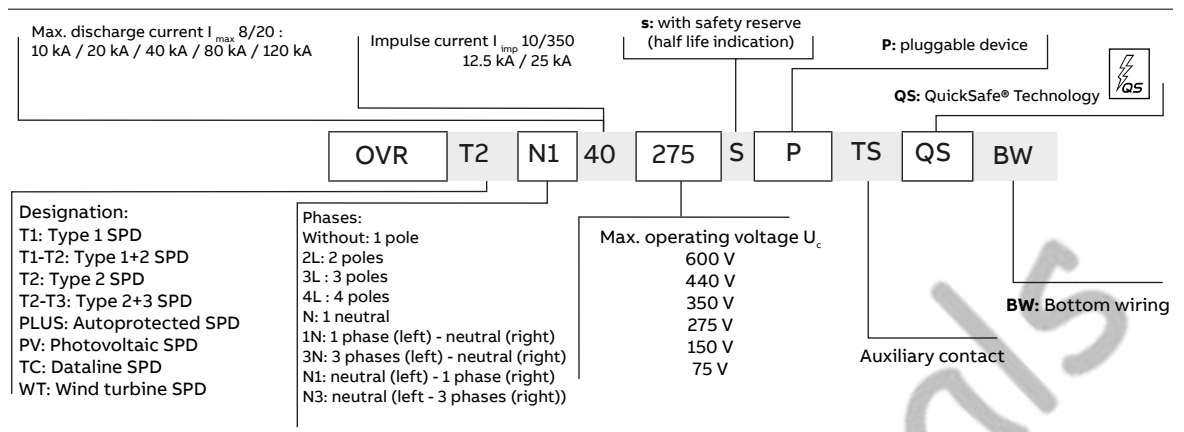 Max. discharge current I max 8/20 :
10 kA / 20 kA / 40 kA / 80 kA / 120 kA
Impulse current I imp 10/350
12.5 kA / 25 kA
s: with safety reserve
(half life indication)
P: pluggable device
QS: QuickSafe® Technology
QS
OVR T2 N1 40 275 S P TS QS BW
Designation:
T1: Type 1 SPD
T1-T2: Type 1+2 SPD
T2: Type 2 SPD
T2-T3: Type 2+3 SPD
PLUS: Autoprotected SPD
PV: Photovoltaic SPD
TC: Dataline SPD
WT: Wind turbine SPD
Phases:
Without: 1 pole
2L: 2 poles
3L : 3 poles
4L : 4 poles
N: 1 neutral
1N: 1 phase (left) - neutral (right)
3N: 3 phases (left) - neutral (right)
N1: neutral (left) - 1 phase (right)
N3: neutral (left - 3 phases (right))
Max. operating voltage Uc
600 V
440 V
350 V
275 V
150 V
75 V
Auxiliary contact
BW: Bottom wiring